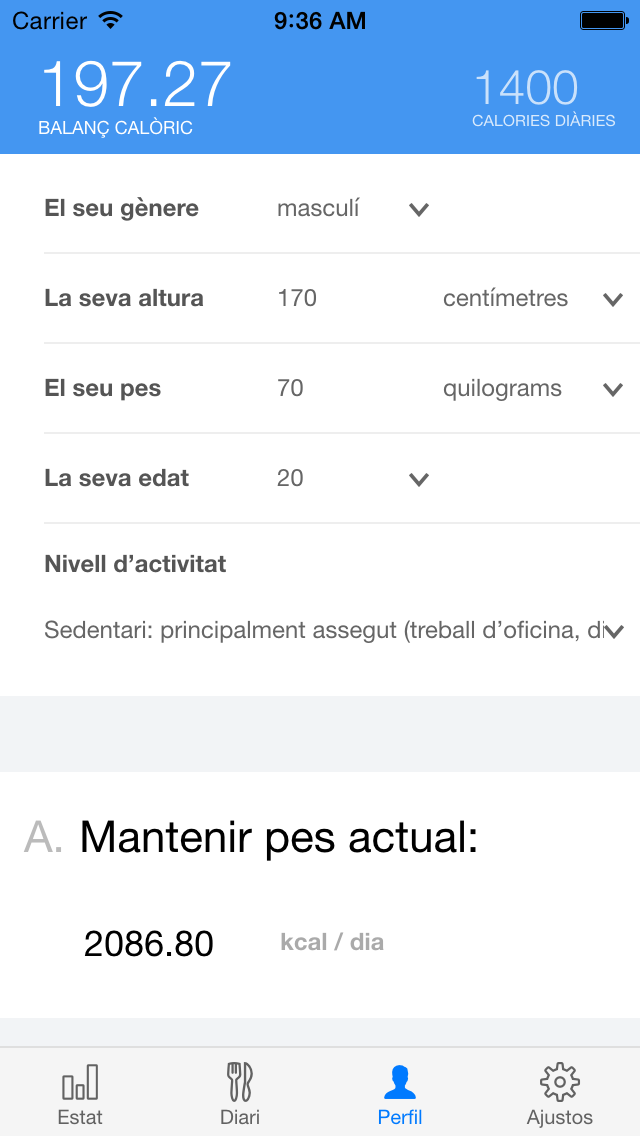 Carrier 9:36 AM
197.27 1400
BALANÇ CALÒRIC CALORIES DIÀRIES
El seu gènere masculí
La seva altura 170 centímetres
El seu pes 70 quilograms
La seva edat 20
Nivell d’activitat
Sedentari: principalment assegut (treball d’oficina, di
A. Mantenir pes actual:
2086.80 kcal / dia
Estat Diari Perfil Ajustos